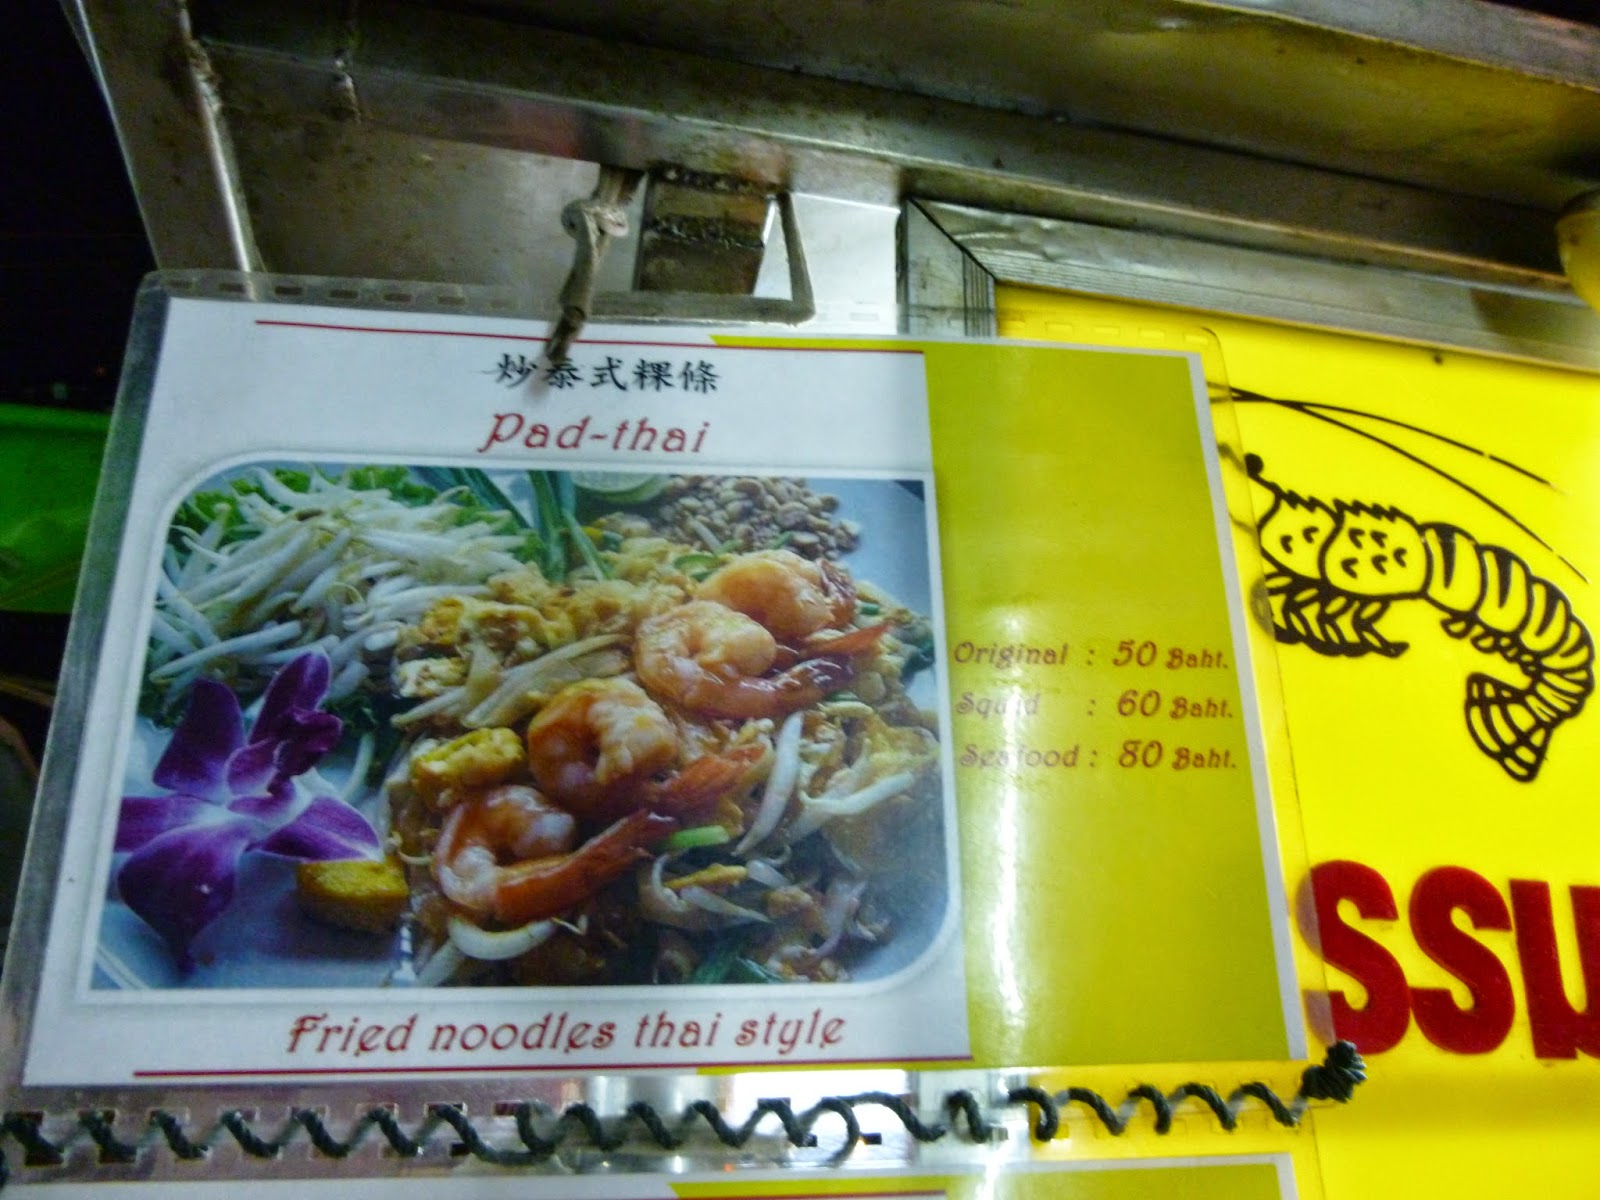 炒泰式粿條
Pad-thai
Original : 50 Baht.
Squid : 60 Baht.
Seafood : 80 Baht.
Fried noodles thai style